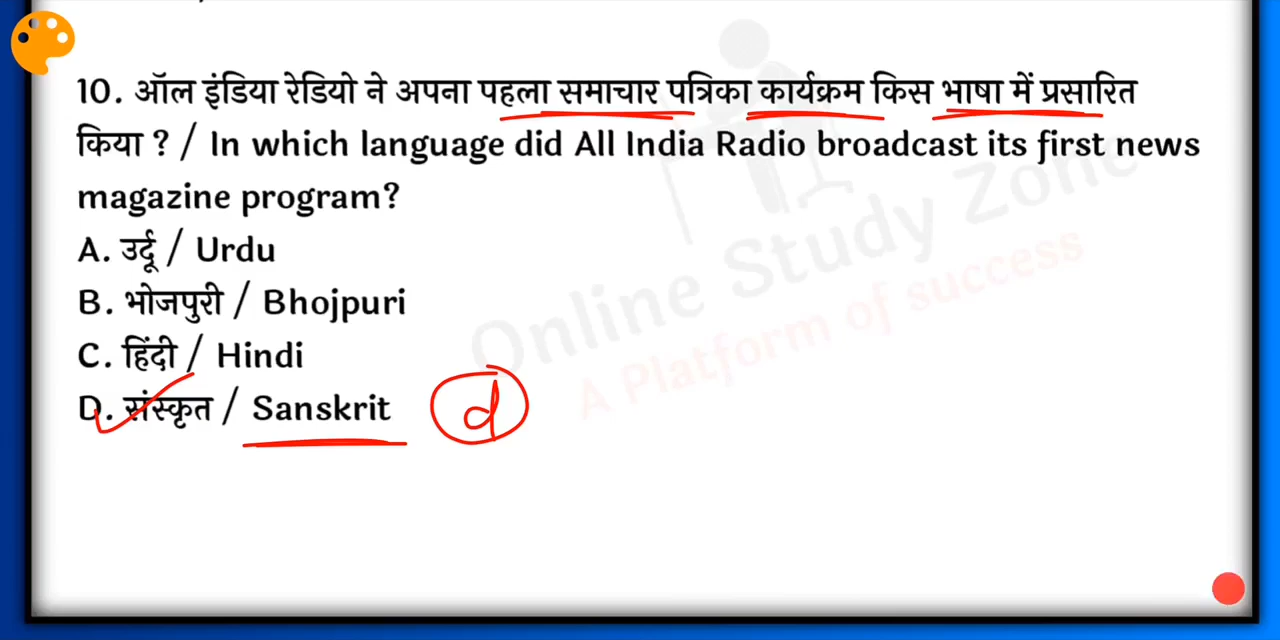 10. ऑल इंडिया रेडियो ने अपना पहला समाचार पत्रिका कार्यक्रम किस भाषा में प्रसारित
किया ? / In which language did All India Radio broadcast its first news
magazine program?
A. उर्दू / Urdu
B. भोजपुरी / Bhojpuri
C. हिंदी / Hindi
D. संस्कृत / Sanskrit
d
Online Study Zone
A Platform of success